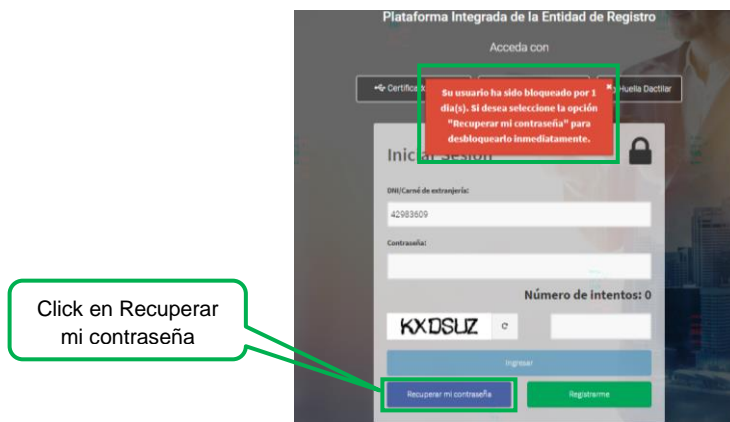 Plataforma Integrada de la Entidad de Registro
Acceda con
Certificado
Huella Dactilar
Su usuario ha sido bloqueado por 1
día(s). Si desea seleccione la opción
"Recuperar mi contraseña" para
desbloquearlo inmediatamente.
Iniciar Sesión
DNI/Carné de extranjería:
42983609
Contraseña:
Número de intentos: 0
KXDSUZ
Ingresar
Recuperar mi contraseña
Registrarme
Click en Recuperar
mi contraseña